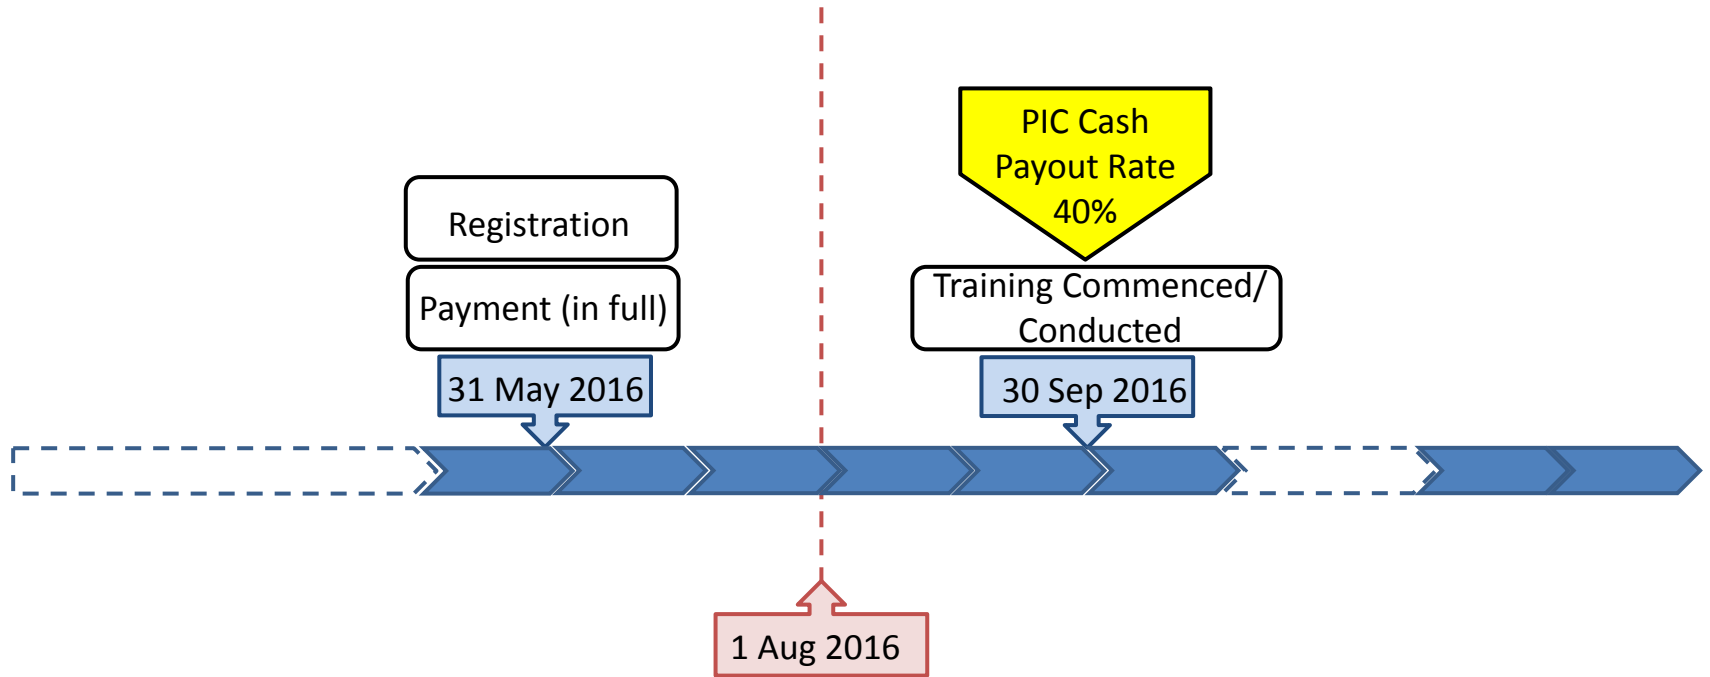 Registration
Payment (in full)
31 May 2016
PIC Cash
Payout Rate
40%
Training Commenced/
Conducted
30 Sep 2016
1 Aug 2016